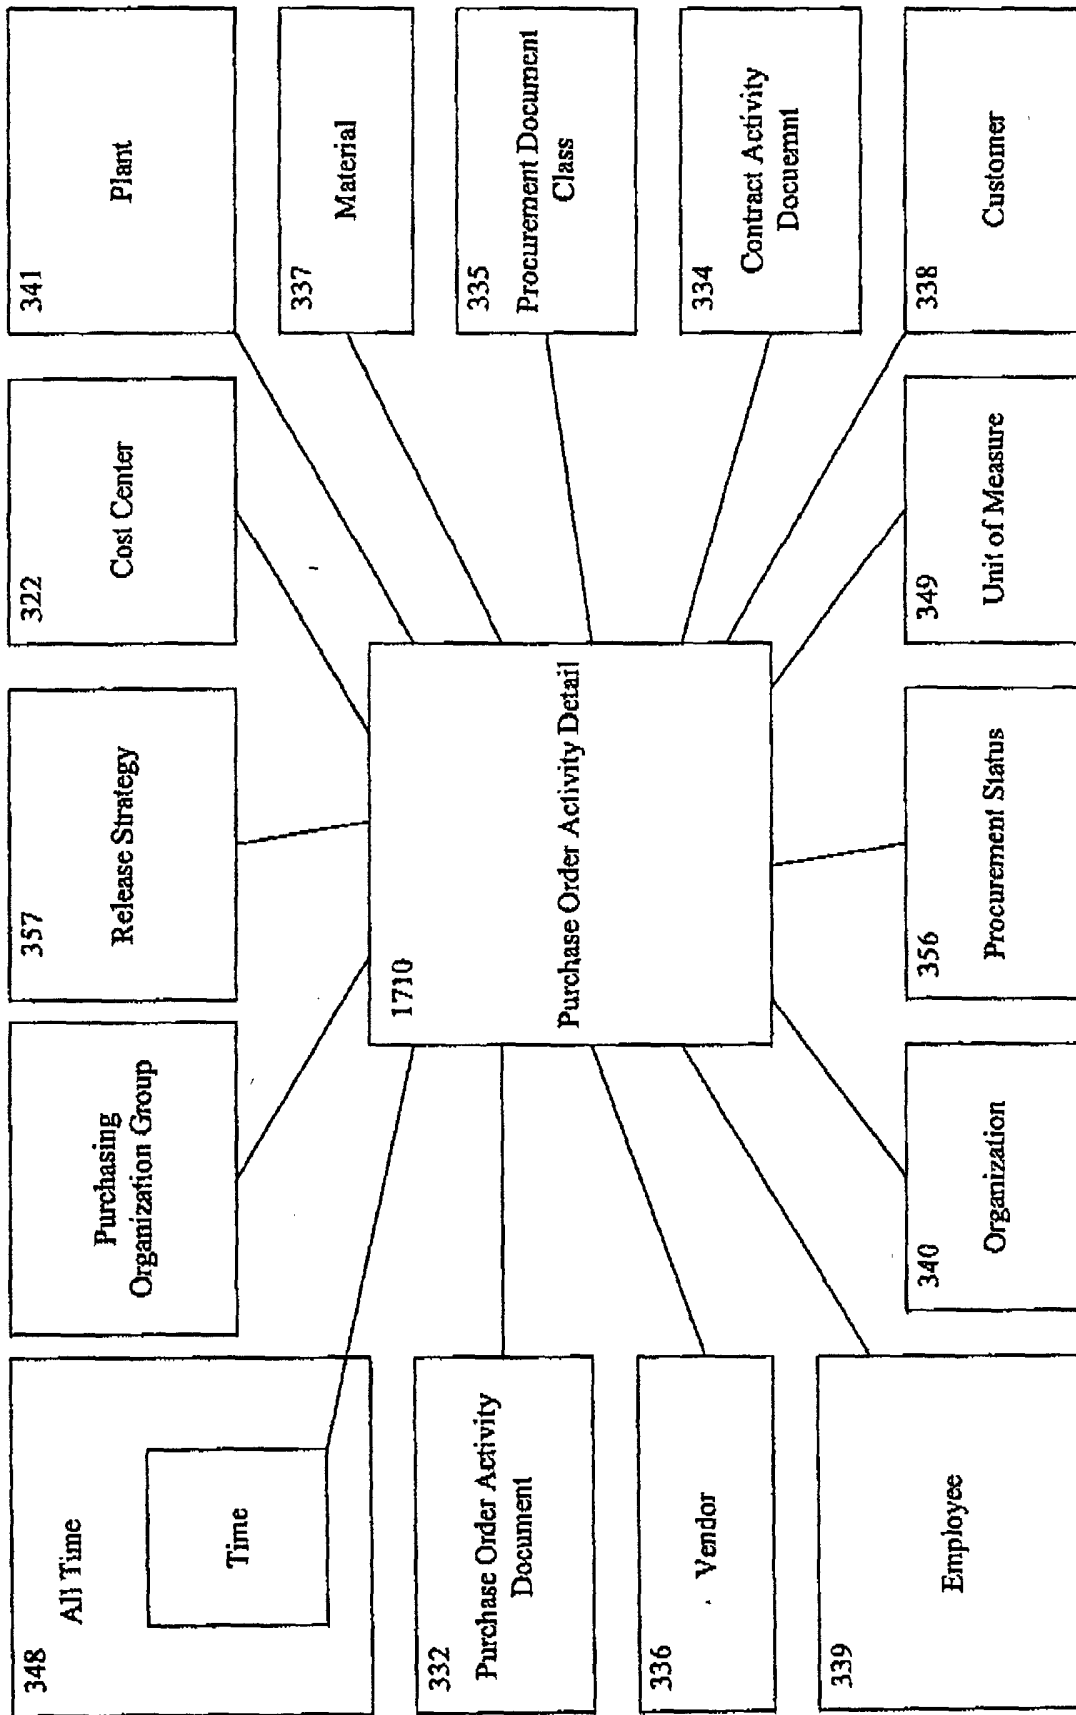 348
All Time
Time
Purchasing
Organization Group
357
Release Strategy
322
Cost Center
341
Plant
332
Purchase Order Activity
Document
1710
Purchase Order Activity Detail
337
Material
336
Vendor
335
Procurement Document
Class
334
Contract Activity
Docuemnt
339
Employee
340
Organization
356
Procurement Status
349
Unit of Measure
338
Customer